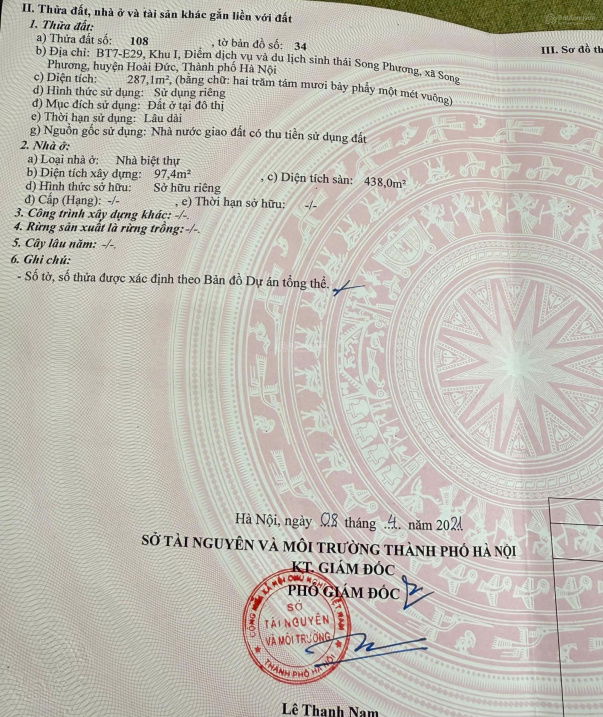 II. Thửa đất, nhà ở và tài sản khác gắn liền với đất
1. Thửa đất:
a) Thửa đất số: 108 , tờ bản đồ số: 34
b) Địa chỉ: BT7-E29, Khu I, Điểm dịch vụ và du lịch sinh thái Song Phương, xã Song
Phương, huyện Hoài Đức, Thành phố Hà Nội
c) Diện tích: 287,1m², (bằng chữ: hai trăm tám mươi bảy phẩy một mét vuông)
d) Hình thức sử dụng: Sử dụng riêng
đ) Mục đích sử dụng: Đất ở tại đô thị
e) Thời hạn sử dụng: Lâu dài
g) Nguồn gốc sử dụng: Nhà nước giao đất có thu tiền sử dụng đất
2. Nhà ở:
a) Loại nhà ở: Nhà biệt thự
b) Diện tích xây dựng: 97,4m² , c) Diện tích sàn: 438,0m²
d) Hình thức sở hữu: Sở hữu riêng
đ) Cấp (Hạng): -/- , e) Thời hạn sở hữu: -/-
3. Công trình xây dựng khác: -/-.
4. Rừng sản xuất là rừng trồng: -/-.
5. Cây lâu năm: -/-.
6. Ghi chú:
- Số tờ, số thửa được xác định theo Bản đồ Dự án tổng thể.
III. Sơ đồ th
Hà Nội, ngày 08 tháng 4 năm 2021
SỞ TÀI NGUYÊN VÀ MÔI TRƯỜNG THÀNH PHỐ HÀ NỘI
KT. GIÁM ĐỐC
PHÓ GIÁM ĐỐC
SỞ
TÀI NGUYÊN
VÀ MÔI TRƯỜNG
THÀNH PHỐ HÀ NỘI
Lê Thanh Nam